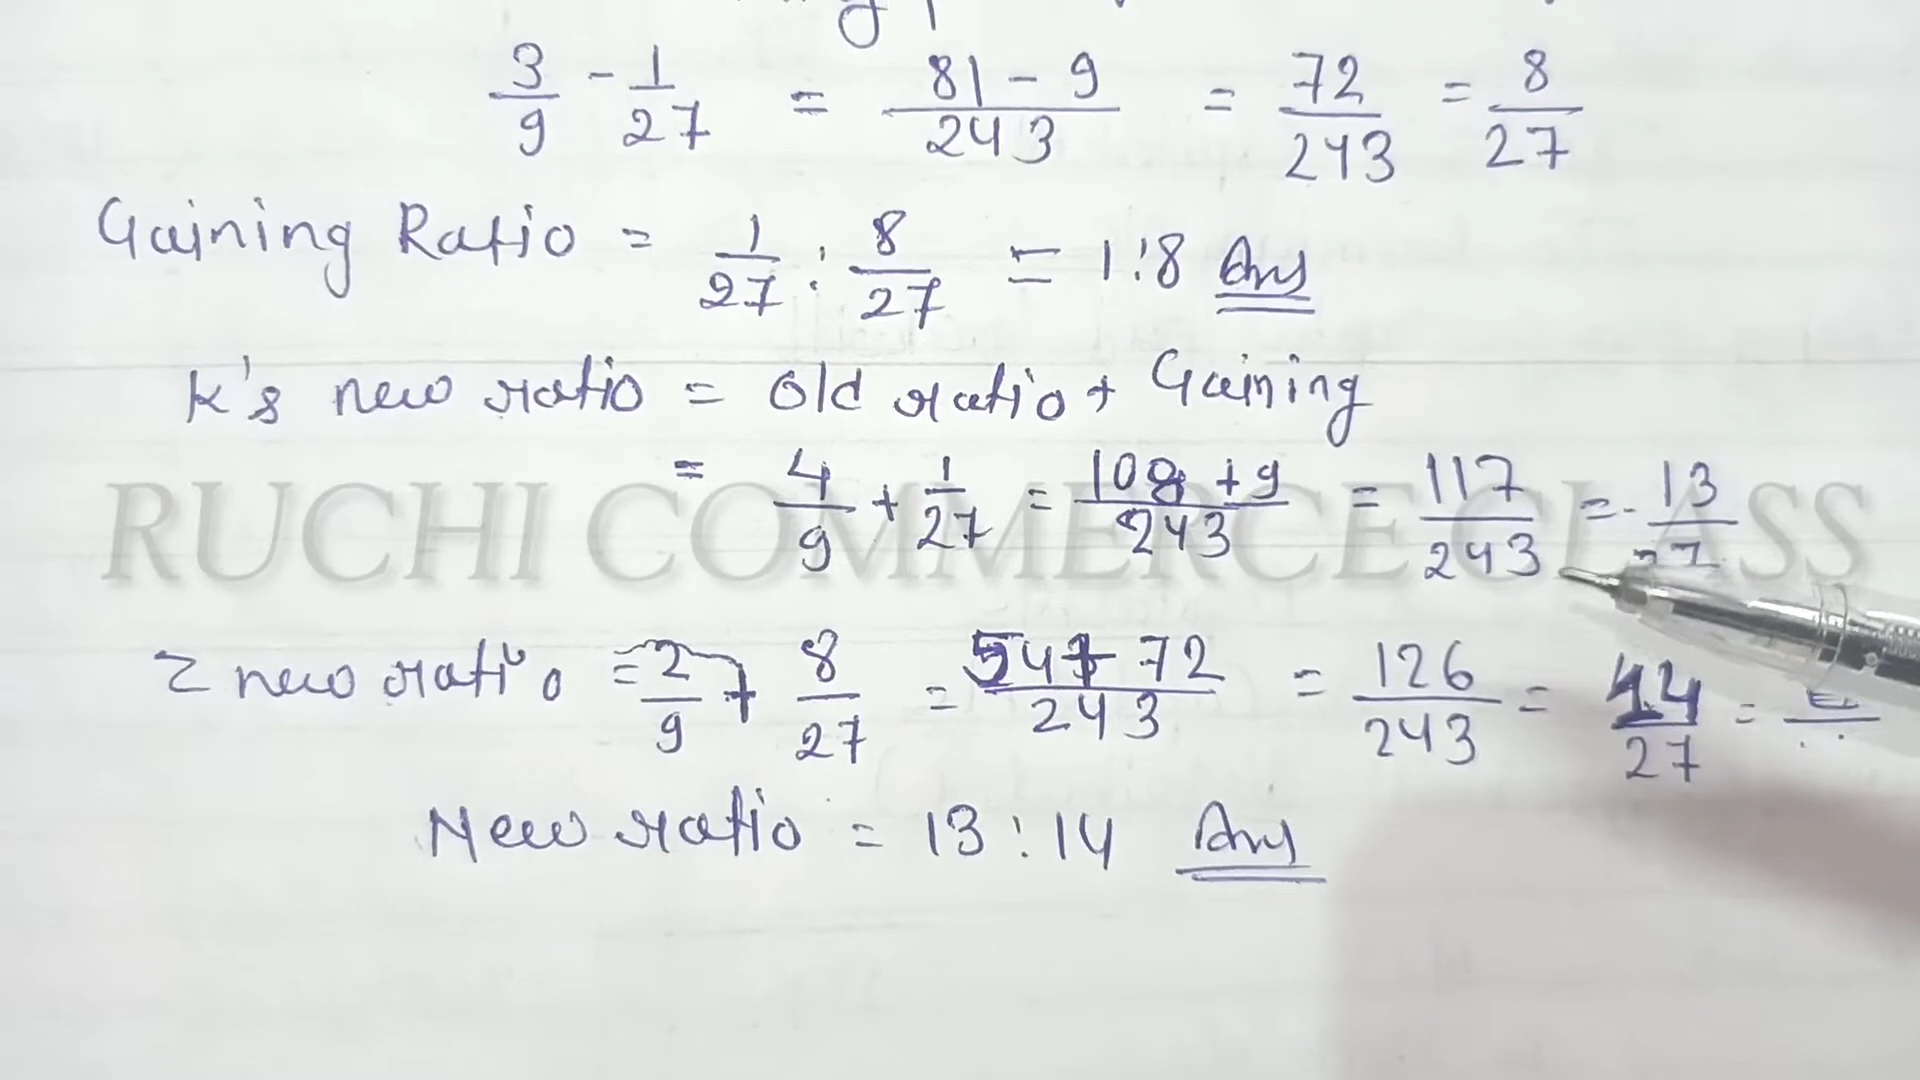 3/9 - 1/27 = 81 - 9/243 = 72/243 = 8/27
Gaining Ratio = 1/27 : 8/27 = 1:8 Ans
K's new ratio = old ratio + Gaining
= 4/9 + 1/27 = 108 + 9/243 = 117/243 = 13/
RUCHI COMMERCE CLASS
Z new ratio = 2/9 + 8/27 = 54 + 72/243 = 126/243 = 14/27 =
New ratio = 13 : 14 Ans